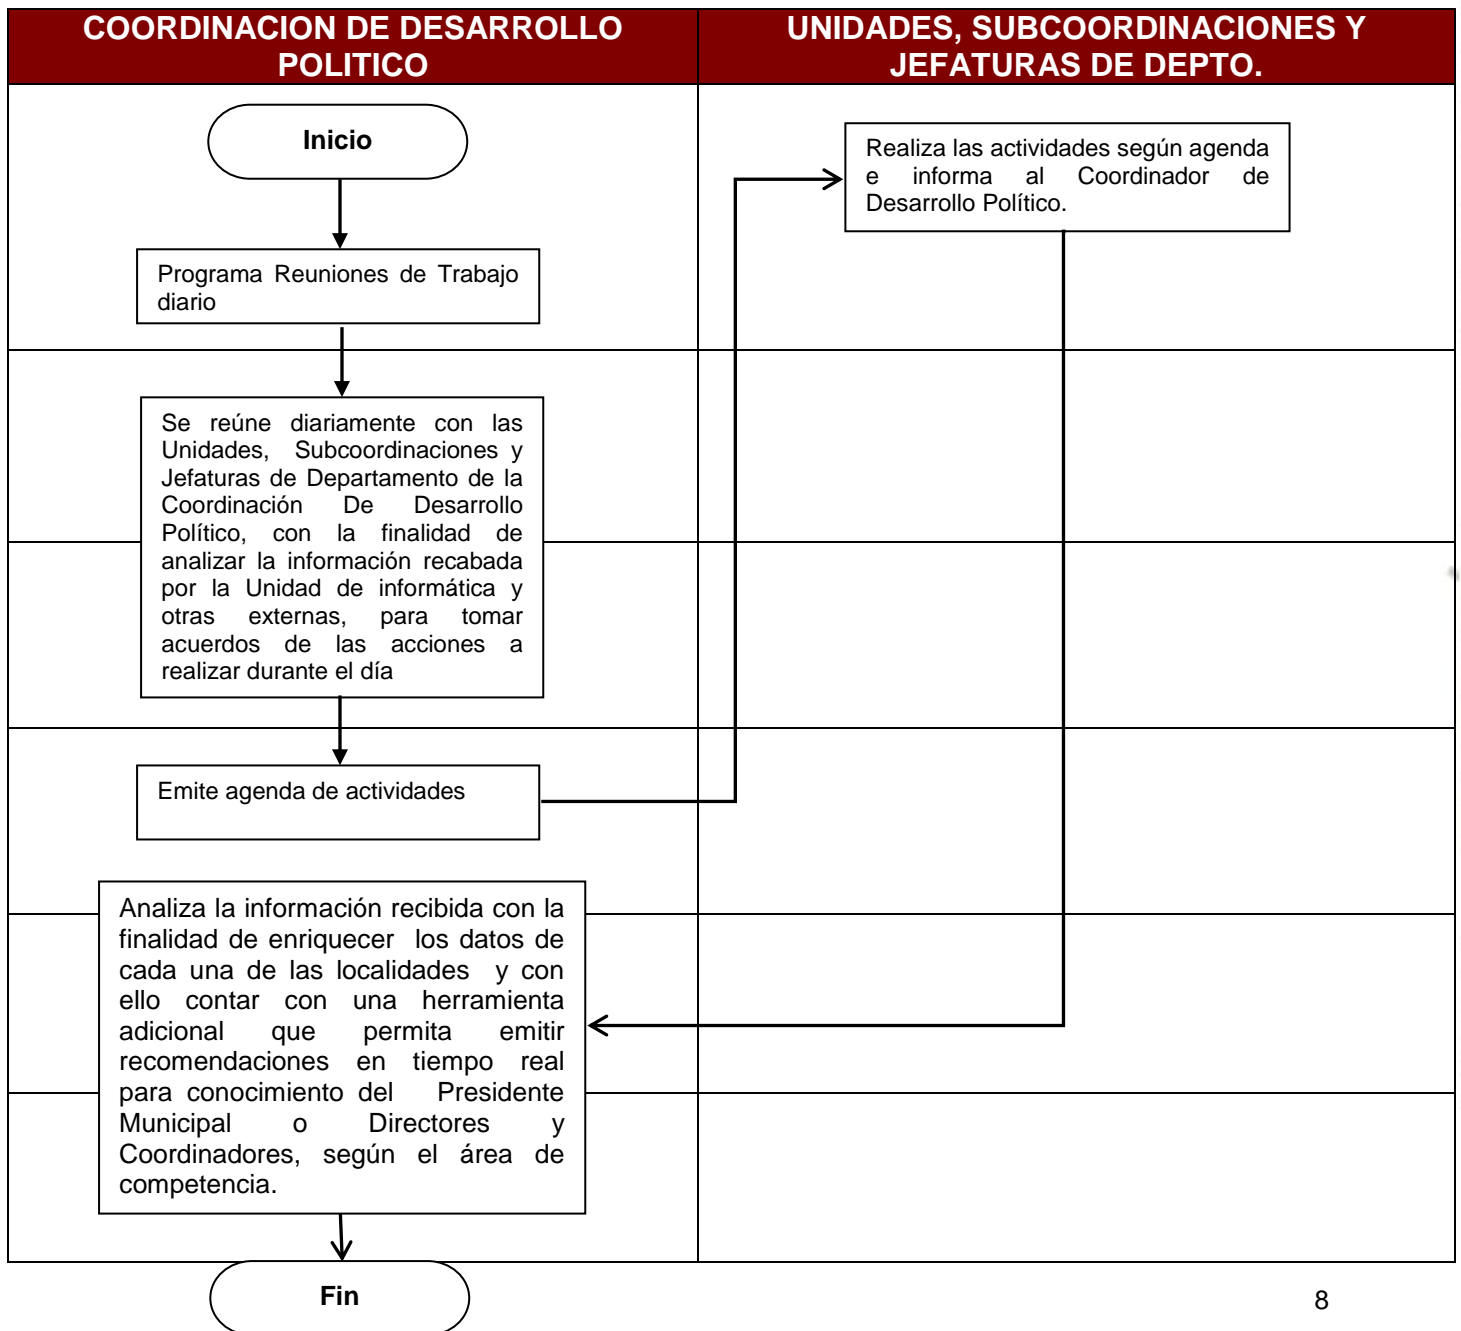 COORDINACION DE DESARROLLO
POLITICO
UNIDADES, SUBCOORDINACIONES Y
JEFATURAS DE DEPTO.
Inicio
Programa Reuniones de Trabajo
diario
Se reúne diariamente con las
Unidades, Subcoordinaciones y
Jefaturas de Departamento de la
Coordinación De Desarrollo
Político, con la finalidad de
analizar la información recabada
por la Unidad de informática y
otras externas, para tomar
acuerdos de las acciones a
realizar durante el día
Emite agenda de actividades
Realiza las actividades según agenda
e informa al Coordinador de
Desarrollo Político.
Analiza la información recibida con la
finalidad de enriquecer los datos de
cada una de las localidades y con
ello contar con una herramienta
adicional que permita emitir
recomendaciones en tiempo real
para conocimiento del Presidente
Municipal o Directores y
Coordinadores, según el área de
competencia.
Fin
8